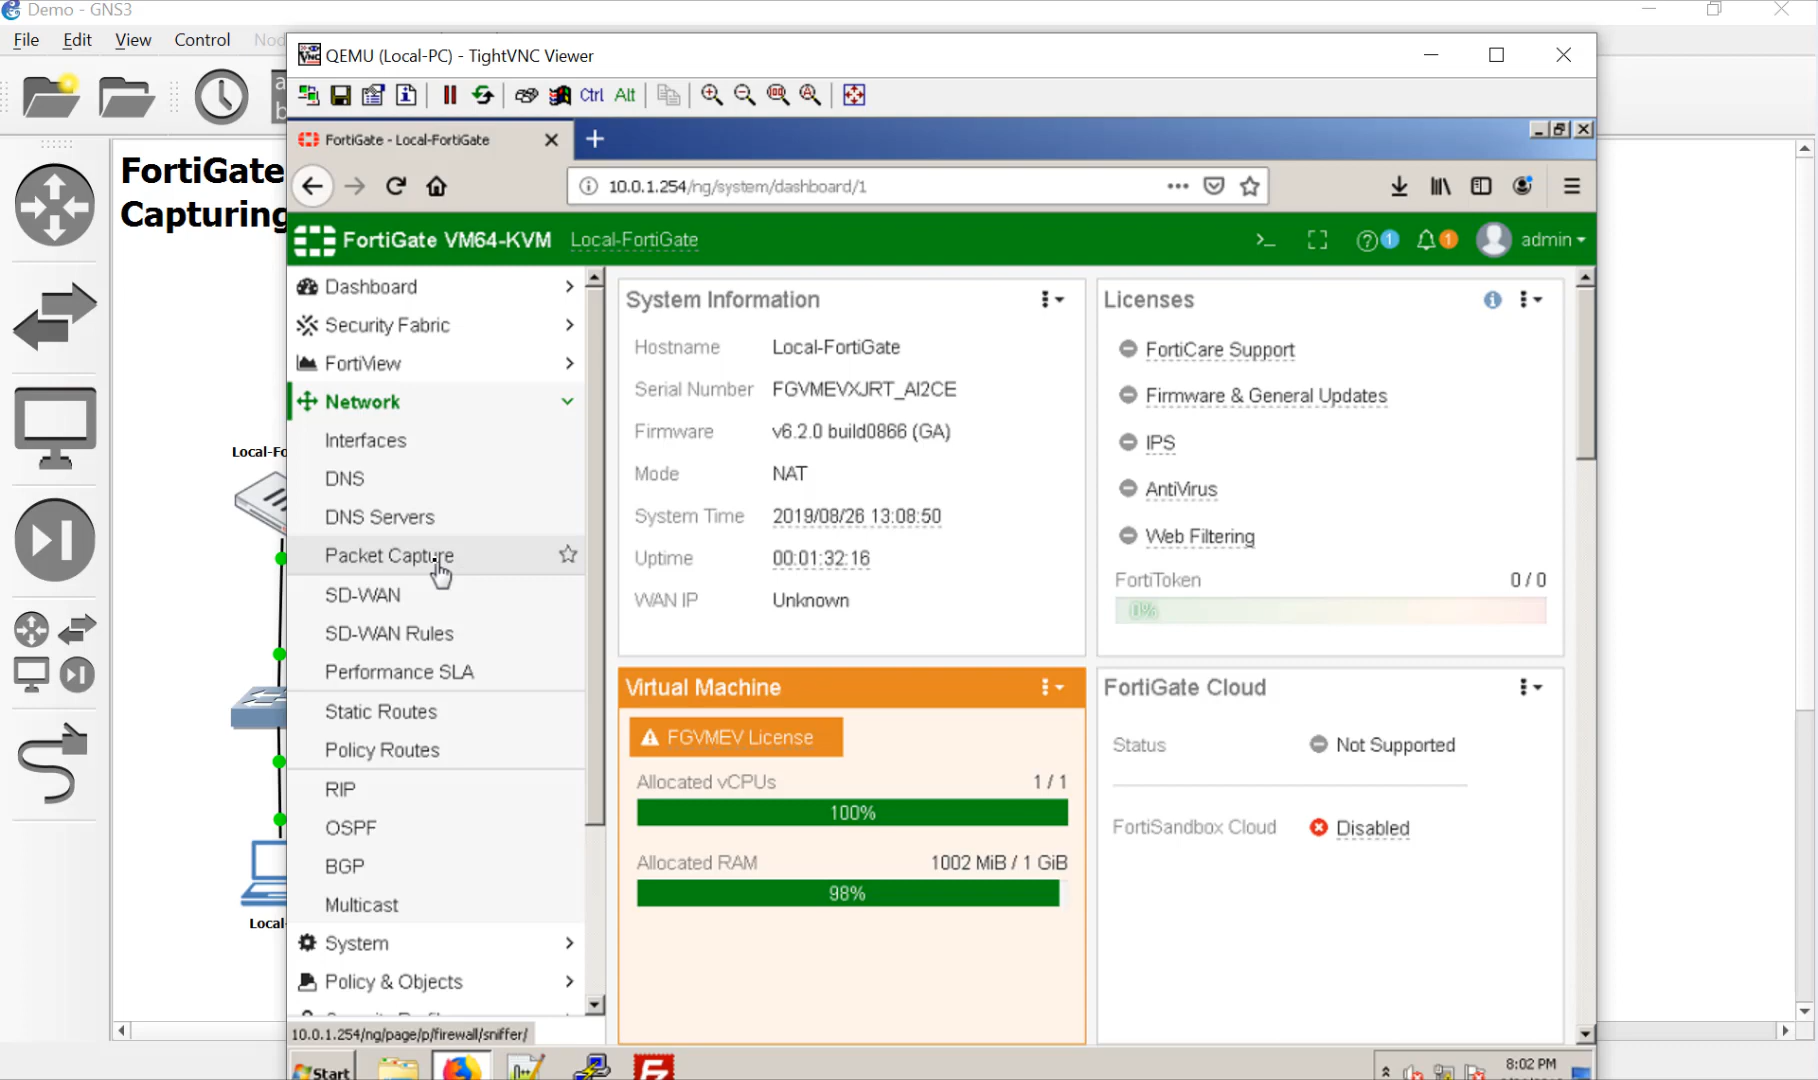 Demo - GNS3
File Edit View Control Nod
QEMU (Local-PC) - TightVNC Viewer
Ctrl Alt
FortiGate
Capturing
FortiGate - Local-FortiGate
10.0.1.254/ng/system/dashboard/1
FortiGate VM64-KVM Local-FortiGate
1
1
admin
Dashboard
Security Fabric
FortiView
Network
Interfaces
DNS
DNS Servers
Packet Capture
SD-WAN
SD-WAN Rules
Performance SLA
Static Routes
Policy Routes
RIP
OSPF
BGP
Multicast
System
Policy & Objects
10.0.1.254/ng/page/p/firewall/sniffer/
Local-Fo
Local-
System Information
Hostname Local-FortiGate
Serial Number FGVMEVXJRT_AI2CE
Firmware v6.2.0 build0866 (GA)
Mode NAT
System Time 2019/08/26 13:08:50
Uptime 00:01:32:16
WAN IP Unknown
Licenses
FortiCare Support
Firmware & General Updates
IPS
AntiVirus
Web Filtering
FortiToken 0 / 0
0%
Virtual Machine
FGVMEV License
Allocated vCPUs 1 / 1
100%
Allocated RAM 1002 MiB / 1 GiB
98%
FortiGate Cloud
Status Not Supported
FortiSandbox Cloud Disabled
Start
8:02 PM